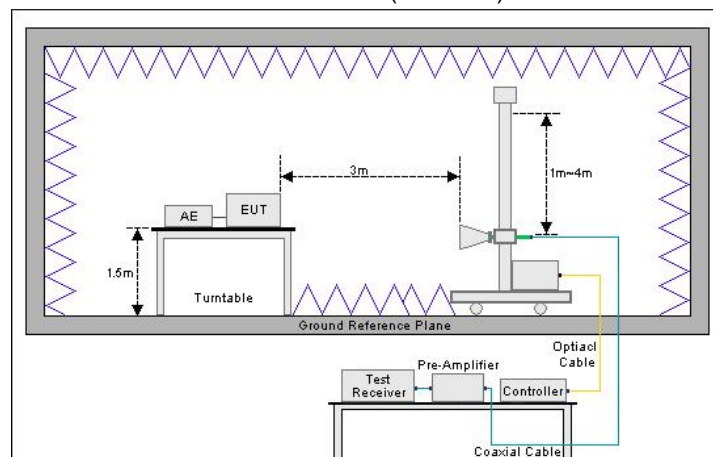 3m
1m~4m
AE
EUT
1.5m
Turntable
Ground Reference Plane
Optiacl
Cable
Pre-Amplifier
Test
Receiver
Controller
Coaxial Cable